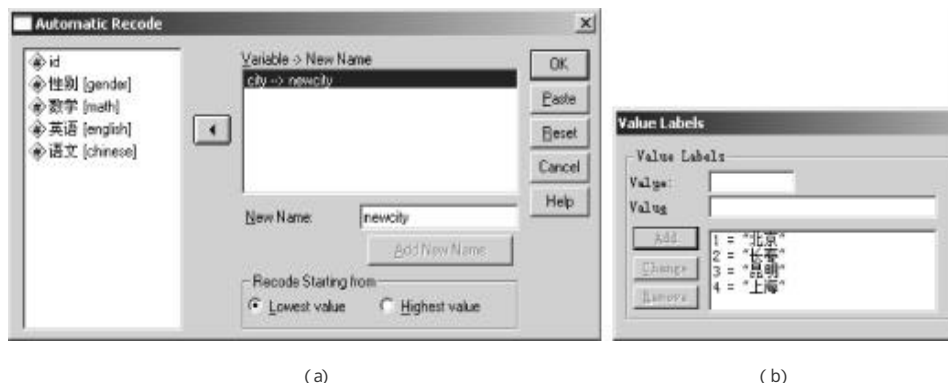 Automatic Recode
id
性别 [gender]
数学 [math]
英语 [english]
语文 [chinese]
Variable -> New Name
city --> newcity
New Name:
newcity
Add New Name
Recode Starting from
Lowest value
Highest value
OK
Paste
Reset
Cancel
Help
(a)
Value Labels
Value Labels
Value:
Value
Add
Change
Remove
1 = "北京"
2 = "长春"
3 = "昆明"
4 = "上海"
(b)